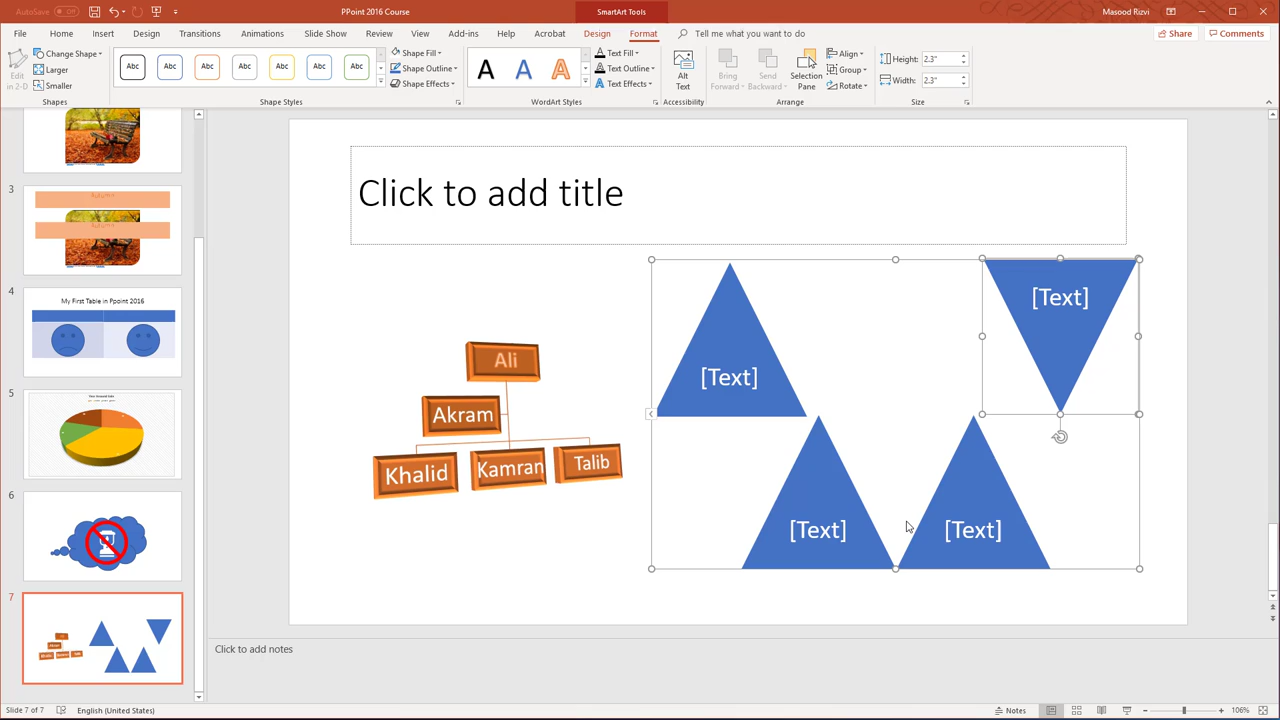 AutoSave
Off
PPoint 2016 Course
SmartArt Tools
Masood Rizvi
File
Home
Insert
Design
Transitions
Animations
Slide Show
Review
View
Add-ins
Help
Acrobat
Design
Format
Tell me what you want to do
Share
Comments
Edit
in 2-D
Change Shape
Larger
Smaller
Shapes
Abc Abc Abc Abc Abc Abc Abc
Shape Fill
Shape Outline
Shape Effects
Shape Styles
A A A
Text Fill
Text Outline
Text Effects
WordArt Styles
Alt
Text
Accessibility
Bring
Forward
Send
Backward
Selection
Pane
Align
Group
Rotate
Arrange
Height: 2.3"
Width: 2.3"
Size
3
4
My First Table in Ppoint 2016
5
6
7
Click to add title
Ali
Akram
Khalid
Kamran
Talib
[Text]
[Text]
[Text]
[Text]
Click to add notes
Slide 7 of 7
English (United States)
Notes
106%